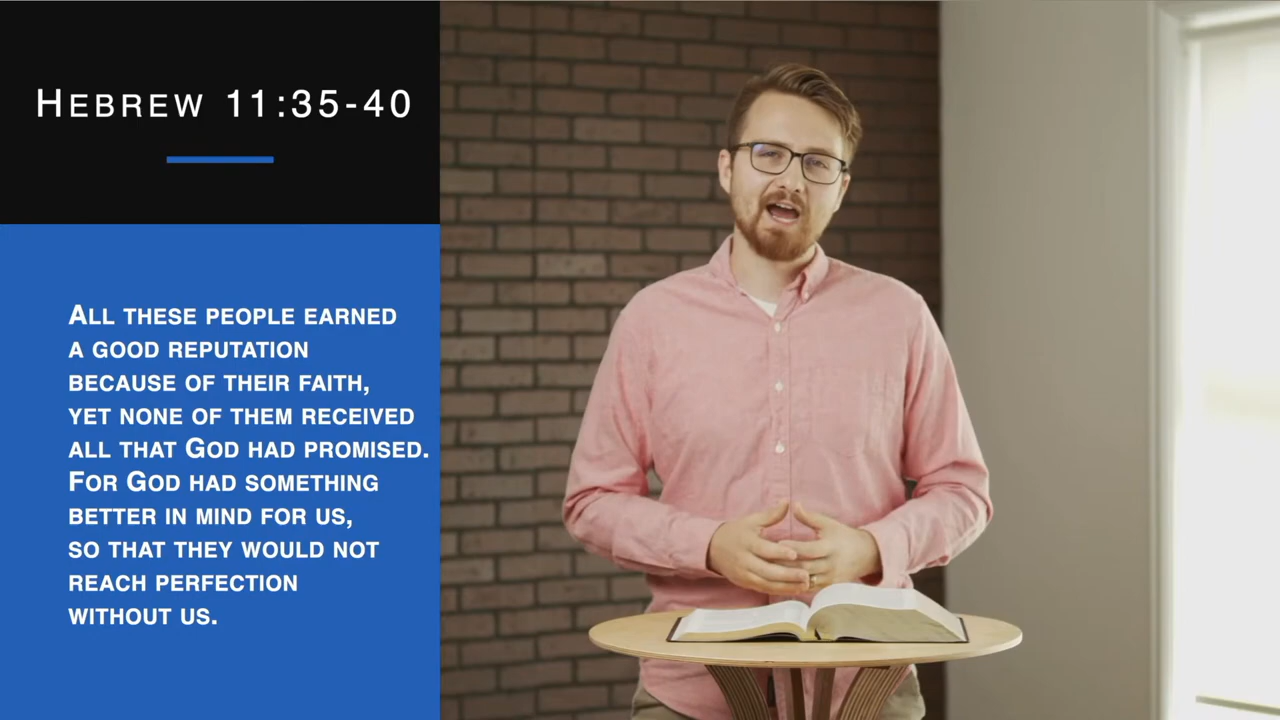 HEBREW 11:35-40
ALL THESE PEOPLE EARNED
A GOOD REPUTATION
BECAUSE OF THEIR FAITH,
YET NONE OF THEM RECEIVED
ALL THAT GOD HAD PROMISED.
FOR GOD HAD SOMETHING
BETTER IN MIND FOR US,
SO THAT THEY WOULD NOT
REACH PERFECTION
WITHOUT US.